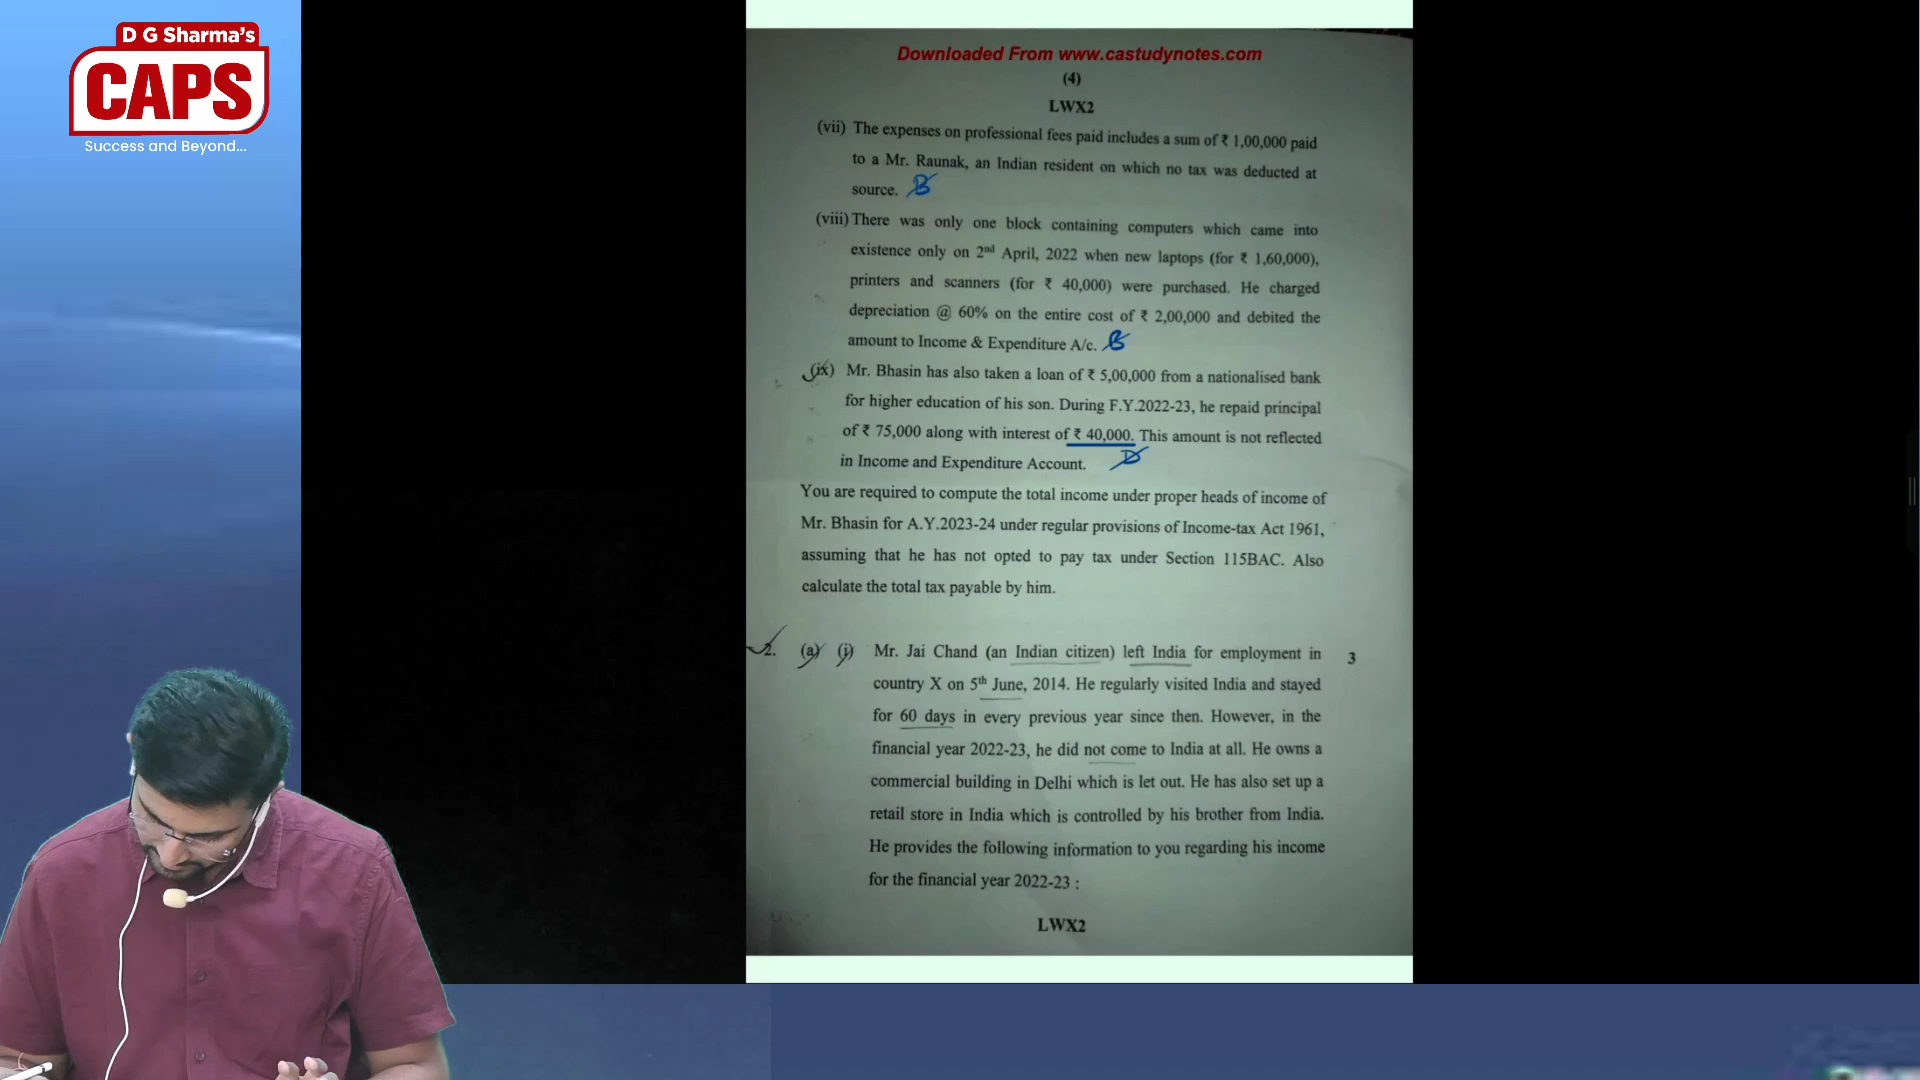 D G Sharma's
CAPS
Success and Beyond...
Downloaded From www.castudynotes.com
(4)
LWX2
(vii) The expenses on professional fees paid includes a sum of ₹ 1,00,000 paid
to a Mr. Raunak, an Indian resident on which no tax was deducted at
source. B
(viii) There was only one block containing computers which came into
existence only on 2nd April, 2022 when new laptops (for ₹ 1,60,000),
printers and scanners (for ₹ 40,000) were purchased. He charged
depreciation @ 60% on the entire cost of ₹ 2,00,000 and debited the
amount to Income & Expenditure A/c. B
(ix) Mr. Bhasin has also taken a loan of ₹ 5,00,000 from a nationalised bank
for higher education of his son. During F.Y.2022-23, he repaid principal
of ₹ 75,000 along with interest of ₹ 40,000. This amount is not reflected
in Income and Expenditure Account. D
You are required to compute the total income under proper heads of income of
Mr. Bhasin for A.Y.2023-24 under regular provisions of Income-tax Act 1961,
assuming that he has not opted to pay tax under Section 115BAC. Also
calculate the total tax payable by him.
2. (a) (i) Mr. Jai Chand (an Indian citizen) left India for employment in 3
country X on 5th June, 2014. He regularly visited India and stayed
for 60 days in every previous year since then. However, in the
financial year 2022-23, he did not come to India at all. He owns a
commercial building in Delhi which is let out. He has also set up a
retail store in India which is controlled by his brother from India.
He provides the following information to you regarding his income
for the financial year 2022-23 :
LWX2